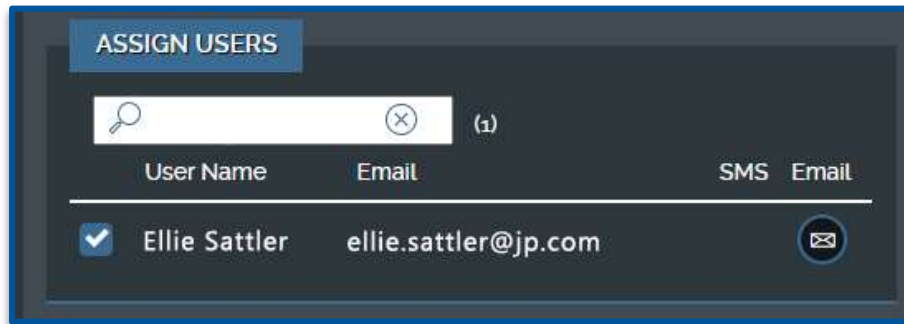 ASSIGN USERS
(1)
User Name Email SMS Email
Ellie Sattler ellie.sattler@jp.com